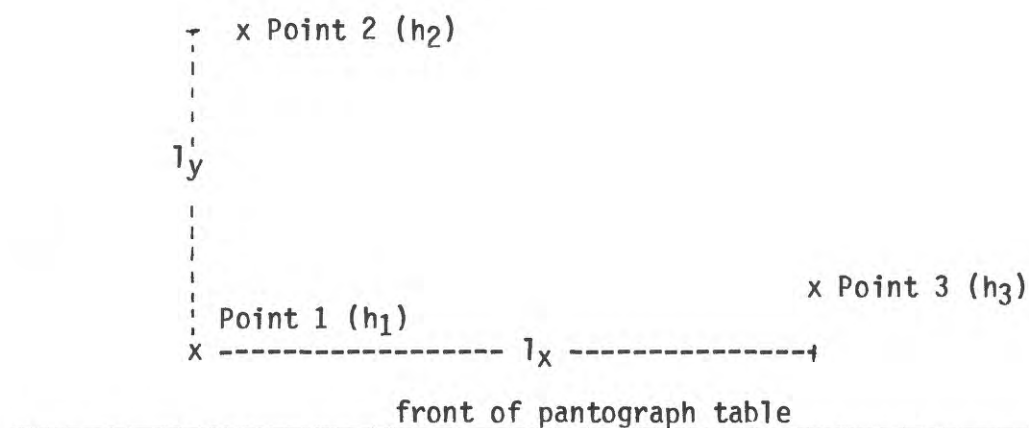 x Point 2 (h2)
ly
x Point 3 (h3)
Point 1 (h1)
x ------------------ lx ----------------
front of pantograph table